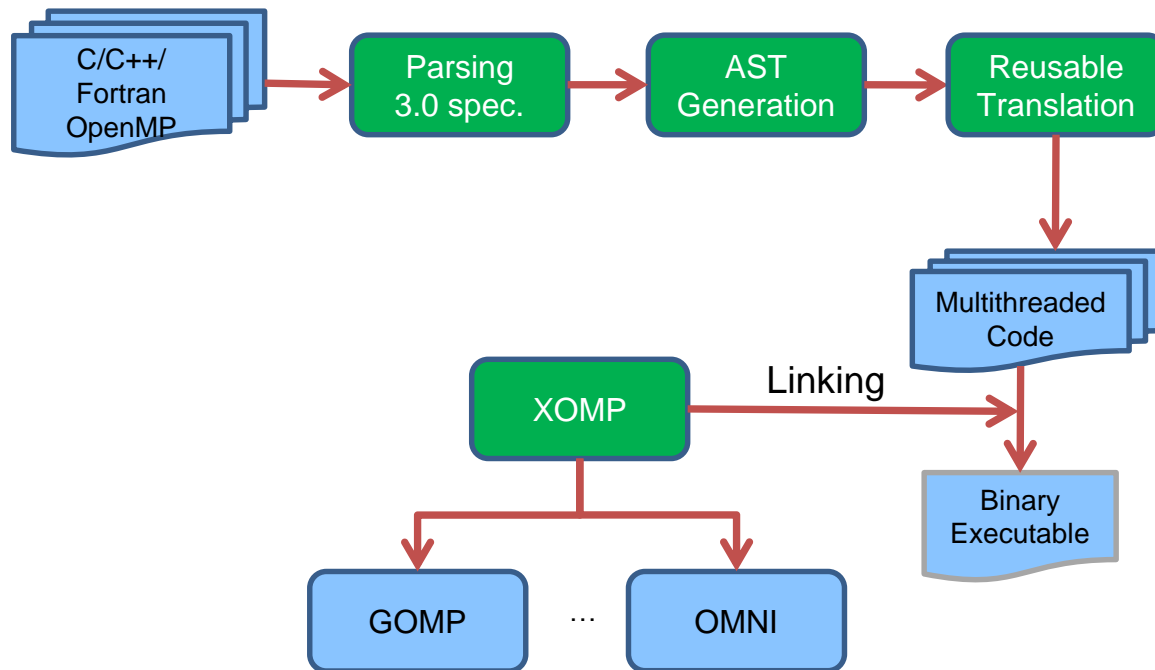 C/C++/
Fortran
OpenMP
Parsing
3.0 spec.
AST
Generation
Reusable
Translation
Multithreaded
Code
Linking
XOMP
Binary
Executable
GOMP
...
OMNI